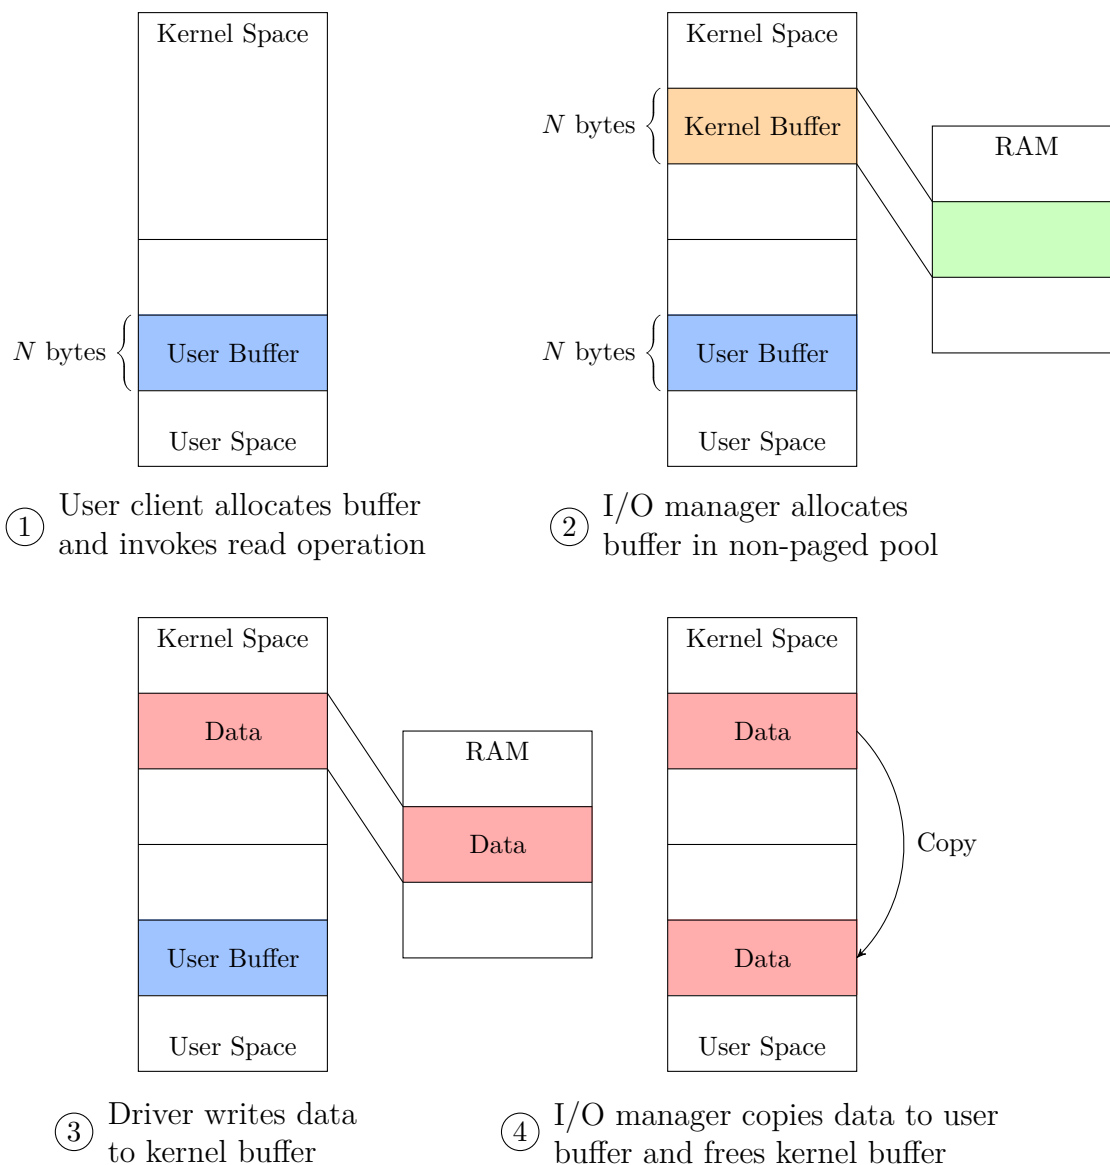 Kernel Space
N bytes
User Buffer
User Space
1 User client allocates buffer
and invokes read operation
Kernel Space
N bytes
Kernel Buffer
RAM
N bytes
User Buffer
User Space
2 I/O manager allocates
buffer in non-paged pool
Kernel Space
Data
RAM
Data
User Buffer
User Space
3 Driver writes data
to kernel buffer
Kernel Space
Data
Copy
Data
User Space
4 I/O manager copies data to user
buffer and frees kernel buffer